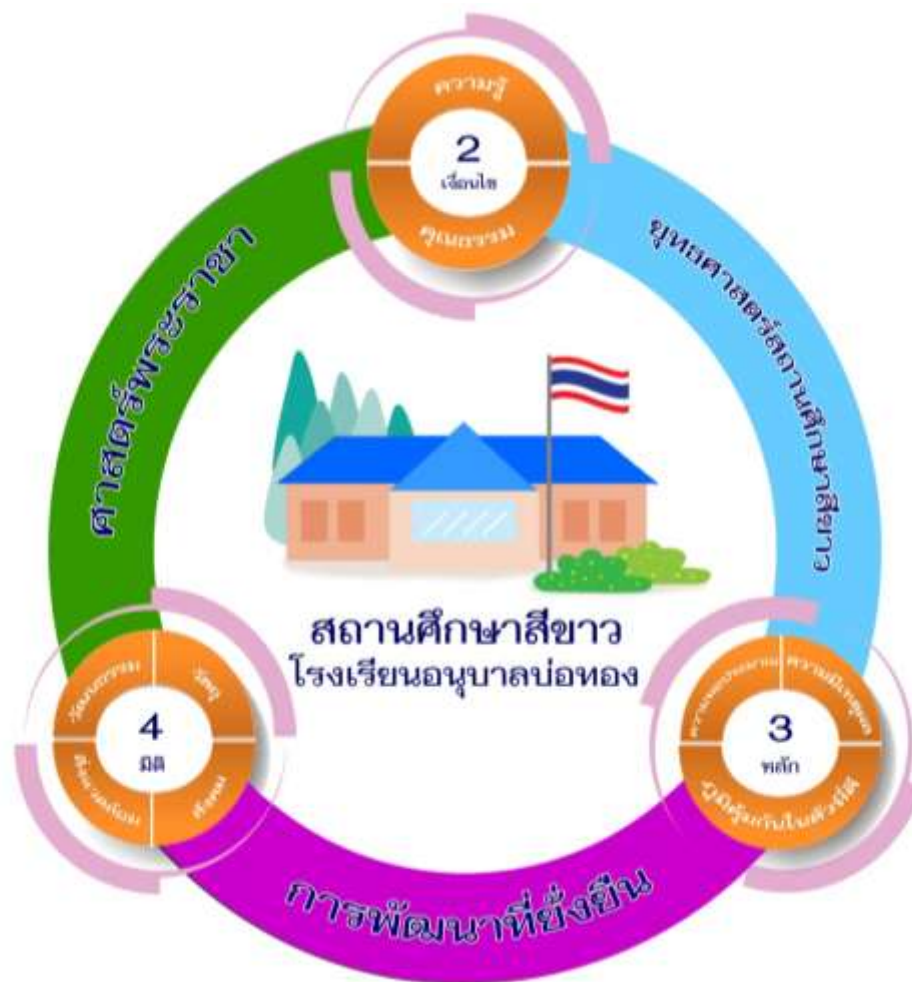 ความรู้
2
เงื่อนไข
คุณธรรม
ศาสตร์พระราชา
ยุทธศาสตร์สถานศึกษาสีขาว
สถานศึกษาสีขาว
โรงเรียนอนุบาลบ่อทอง
วัฒนธรรม
วัตถุ
4
มิติ
สิ่งแวดล้อม
สังคม
ความพอประมาณ
ความมีเหตุผล
3
หลัก
ภูมิคุ้มกันในตัวที่ดี
การพัฒนาที่ยั่งยืน